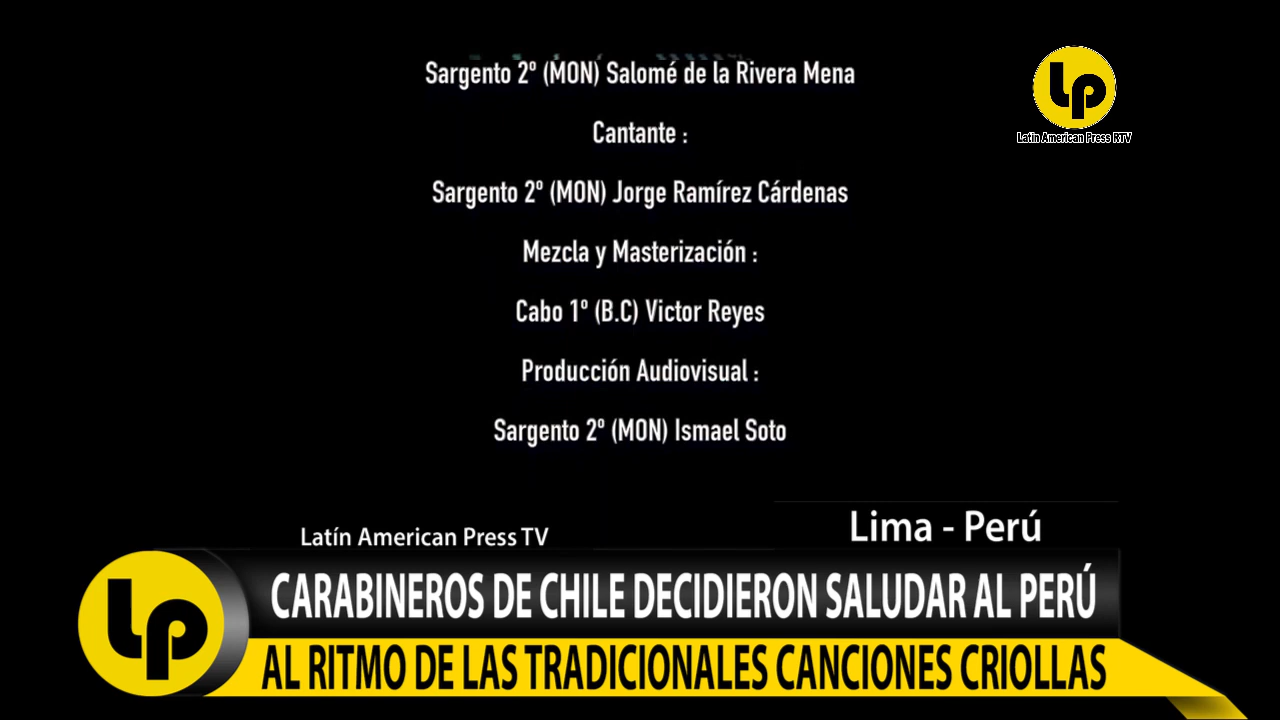 Sargento 2º (MON) Salomé de la Rivera Mena
Cantante :
Sargento 2º (MON) Jorge Ramírez Cárdenas
Mezcla y Masterización :
Cabo 1º (B.C) Victor Reyes
Producción Audiovisual :
Sargento 2º (MON) Ismael Soto
Lp
Latin American Press RTV
Latín American Press TV
Lima - Perú
Lp
CARABINEROS DE CHILE DECIDIERON SALUDAR AL PERÚ
AL RITMO DE LAS TRADICIONALES CANCIONES CRIOLLAS